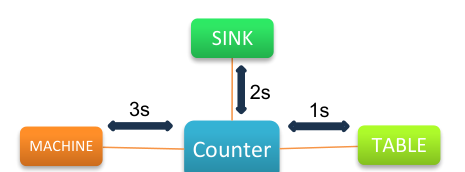 SINK
2s
3s
1s
MACHINE
Counter
TABLE